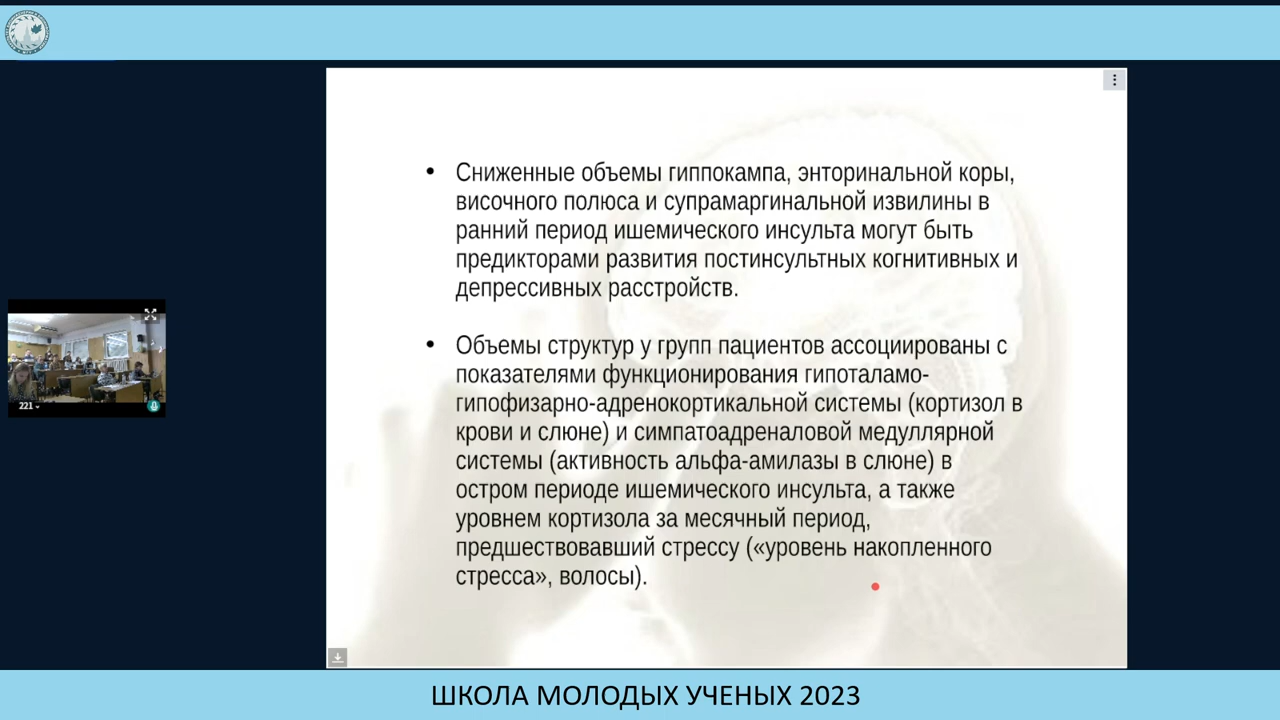 • Сниженные объемы гиппокампа, энторинальной коры,
височного полюса и супрамаргинальной извилины в
ранний период ишемического инсульта могут быть
предикторами развития постинсультных когнитивных и
депрессивных расстройств.
• Объемы структур у групп пациентов ассоциированы с
показателями функционирования гипоталамо-
гипофизарно-адренокортикальной системы (кортизол в
крови и слюне) и симпатоадреналовой медуллярной
системы (активность альфа-амилазы в слюне) в
остром периоде ишемического инсульта, а также
уровнем кортизола за месячный период,
предшествовавший стрессу («уровень накопленного
стресса», волосы).
221
ШКОЛА МОЛОДЫХ УЧЕНЫХ 2023